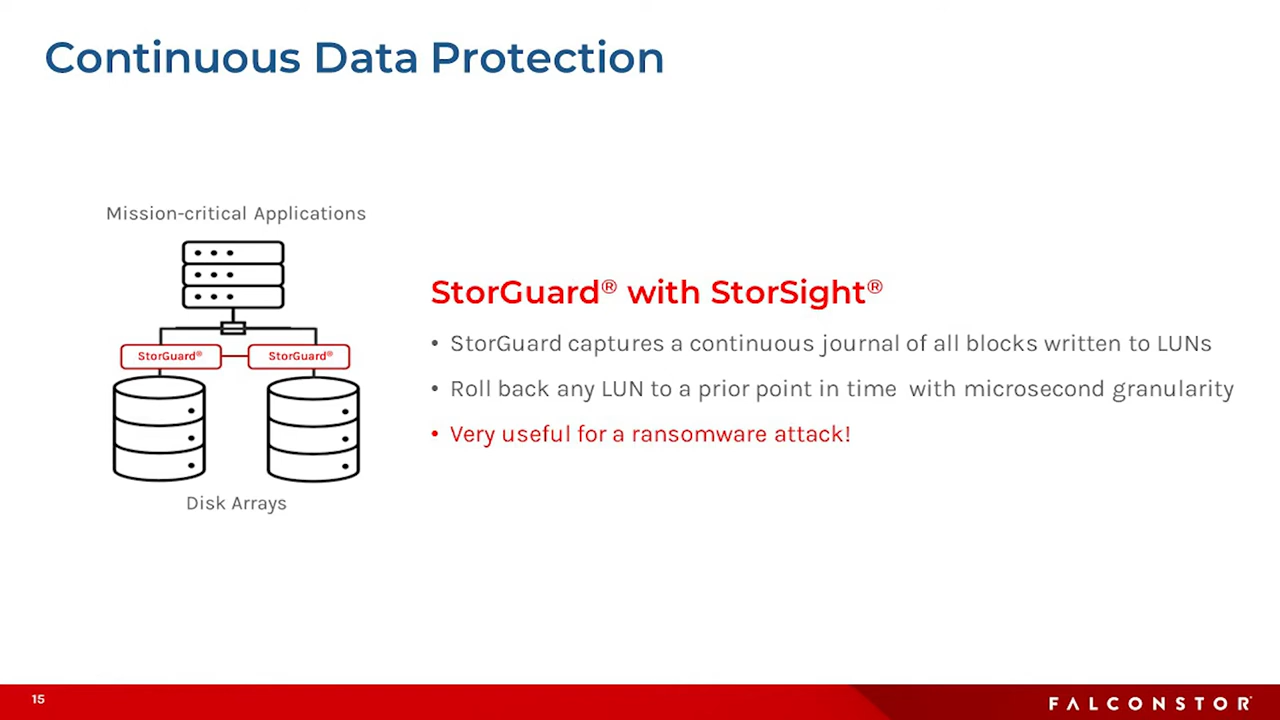 Continuous Data Protection
Mission-critical Applications
StorGuard® StorGuard®
Disk Arrays
StorGuard® with StorSight®
• StorGuard captures a continuous journal of all blocks written to LUNs
• Roll back any LUN to a prior point in time  with microsecond granularity
• Very useful for a ransomware attack!
15
FALCONSTOR